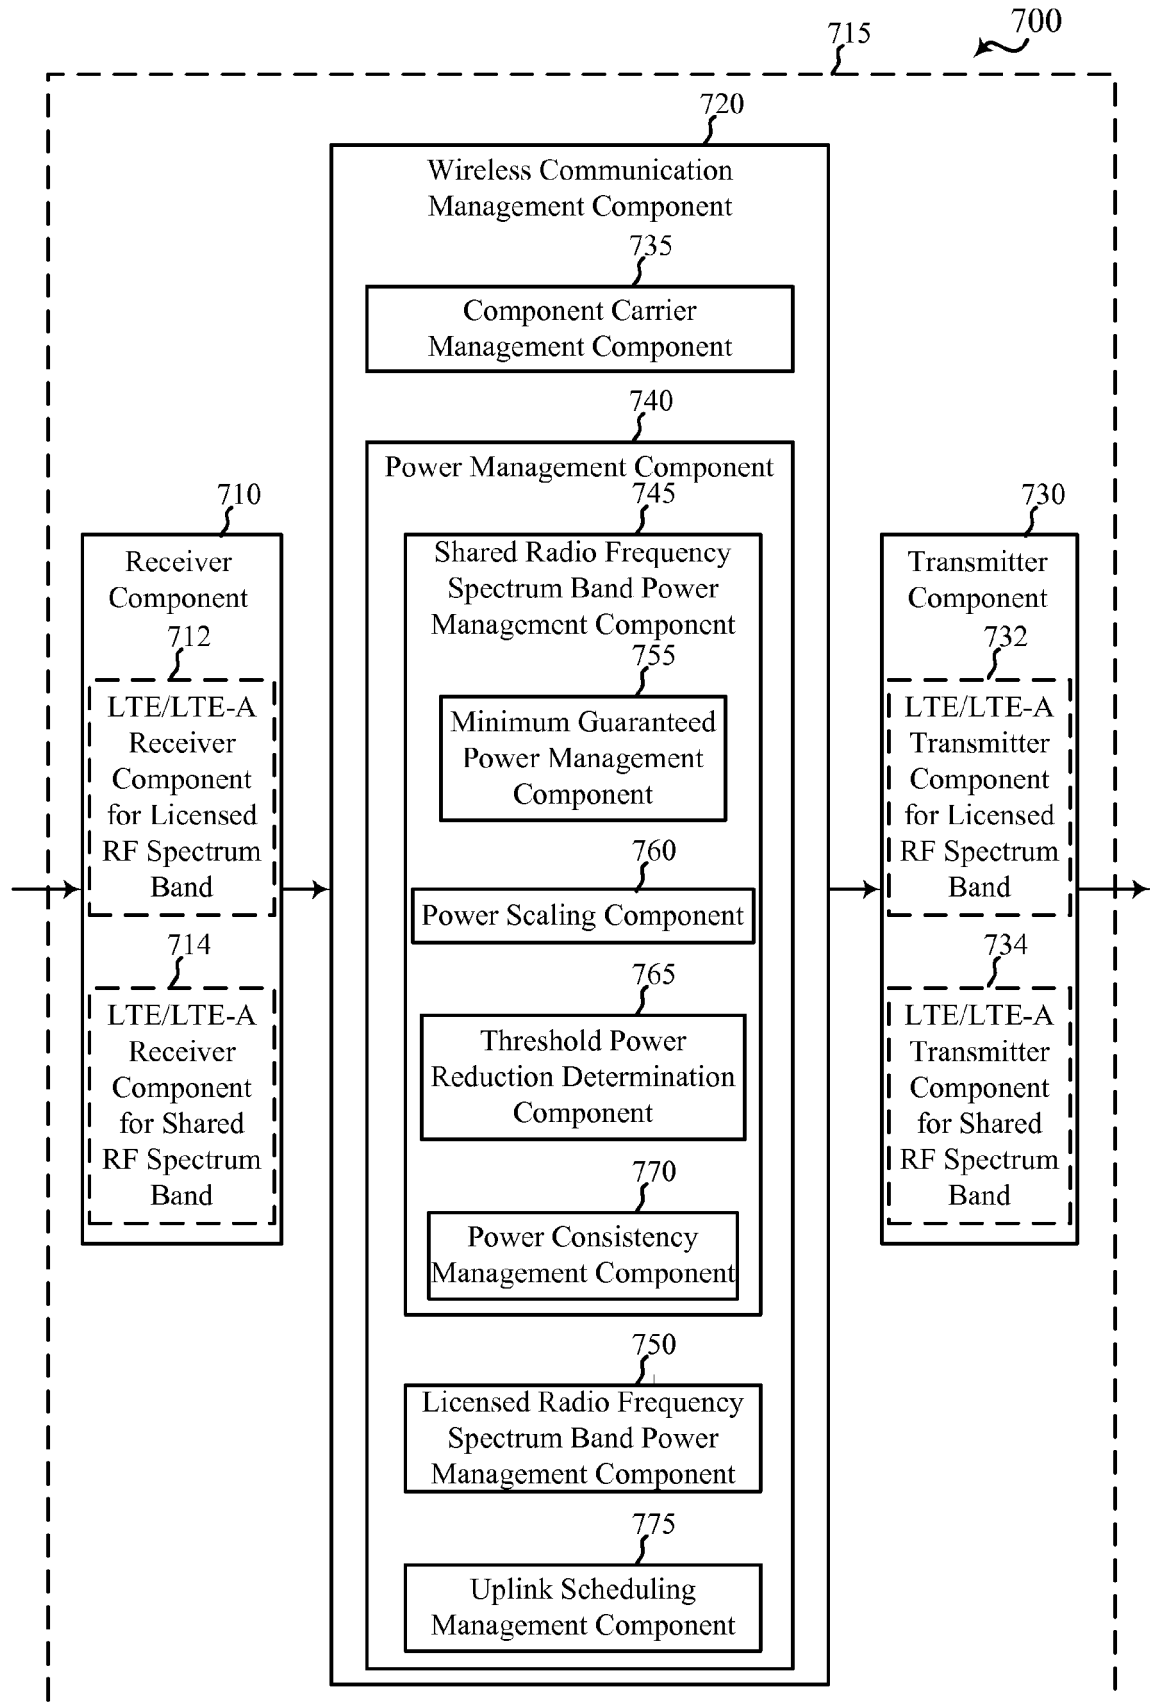 700
715
720
Wireless Communication
Management Component
735
Component Carrier
Management Component
740
Power Management Component
745
Shared Radio Frequency
Spectrum Band Power
Management Component
755
Minimum Guaranteed
Power Management
Component
760
Power Scaling Component
765
Threshold Power
Reduction Determination
Component
770
Power Consistency
Management Component
750
Licensed Radio Frequency
Spectrum Band Power
Management Component
775
Uplink Scheduling
Management Component
710
Receiver
Component
712
LTE/LTE-A
Receiver
Component
for Licensed
RF Spectrum
Band
714
LTE/LTE-A
Receiver
Component
for Shared
RF Spectrum
Band
730
Transmitter
Component
732
LTE/LTE-A
Transmitter
Component
for Licensed
RF Spectrum
Band
734
LTE/LTE-A
Transmitter
Component
for Shared
RF Spectrum
Band